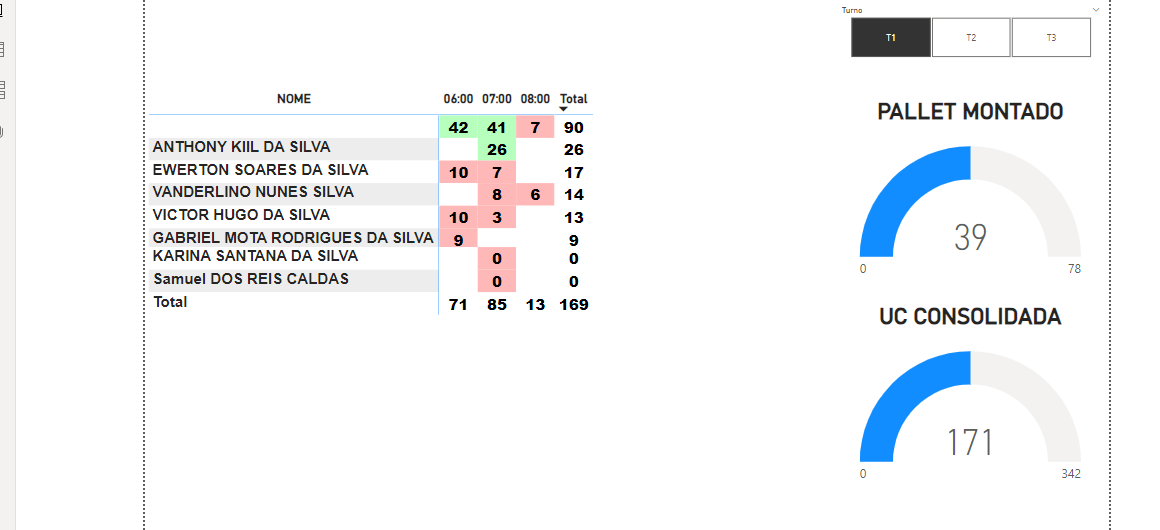 Turno
T1 T2 T3
NOME 06:00 07:00 08:00 Total
42 41 7 90
ANTHONY KIIL DA SILVA 26 26
EWERTON SOARES DA SILVA 10 7 17
VANDERLINO NUNES SILVA 8 6 14
VICTOR HUGO DA SILVA 10 3 13
GABRIEL MOTA RODRIGUES DA SILVA 9 9
KARINA SANTANA DA SILVA 0 0
Samuel DOS REIS CALDAS 0 0
Total 71 85 13 169
PALLET MONTADO
39
0 78
UC CONSOLIDADA
171
0 342